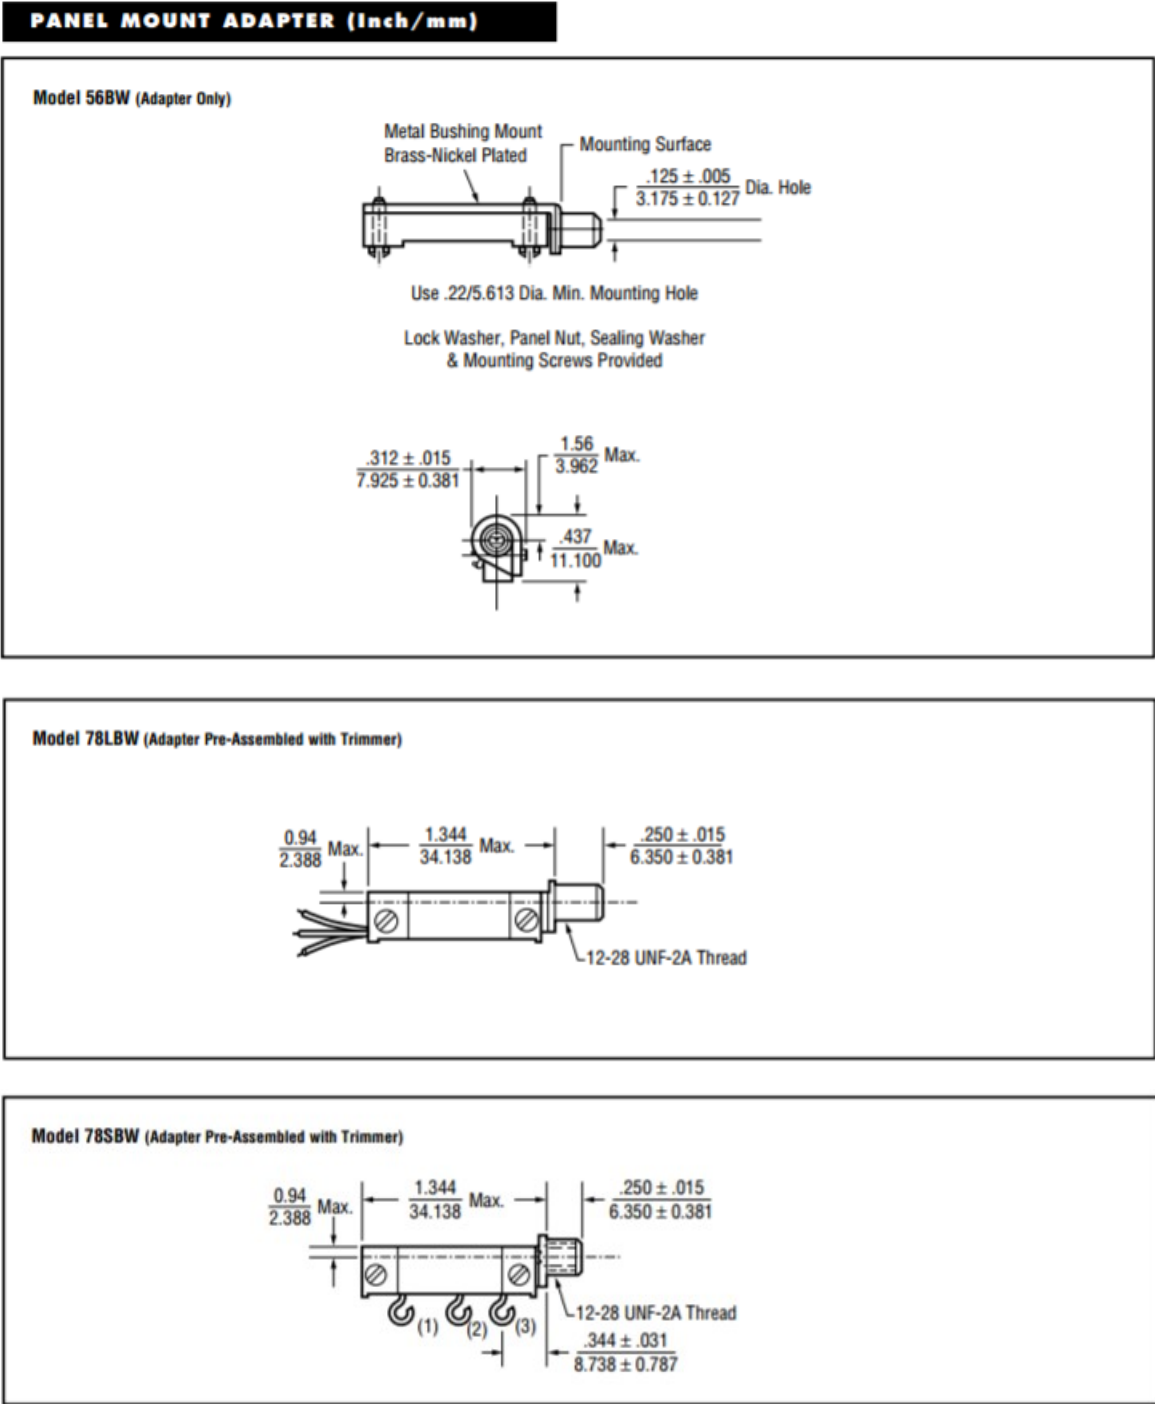 PANEL MOUNT ADAPTER (Inch/mm)
Model 56BW (Adapter Only)
Metal Bushing Mount
Brass-Nickel Plated
Mounting Surface
.125 ± .005
3.175 ± 0.127
Dia. Hole
Use .22/5.613 Dia. Min. Mounting Hole
Lock Washer, Panel Nut, Sealing Washer
& Mounting Screws Provided
.312 ± .015
7.925 ± 0.381
1.56
3.962
Max.
.437
11.100
Max.
Model 78LBW (Adapter Pre-Assembled with Trimmer)
0.94
2.388
Max.
1.344
34.138
Max.
.250 ± .015
6.350 ± 0.381
12-28 UNF-2A Thread
Model 78SBW (Adapter Pre-Assembled with Trimmer)
0.94
2.388
Max.
1.344
34.138
Max.
.250 ± .015
6.350 ± 0.381
(1)
(2)
(3)
12-28 UNF-2A Thread
.344 ± .031
8.738 ± 0.787